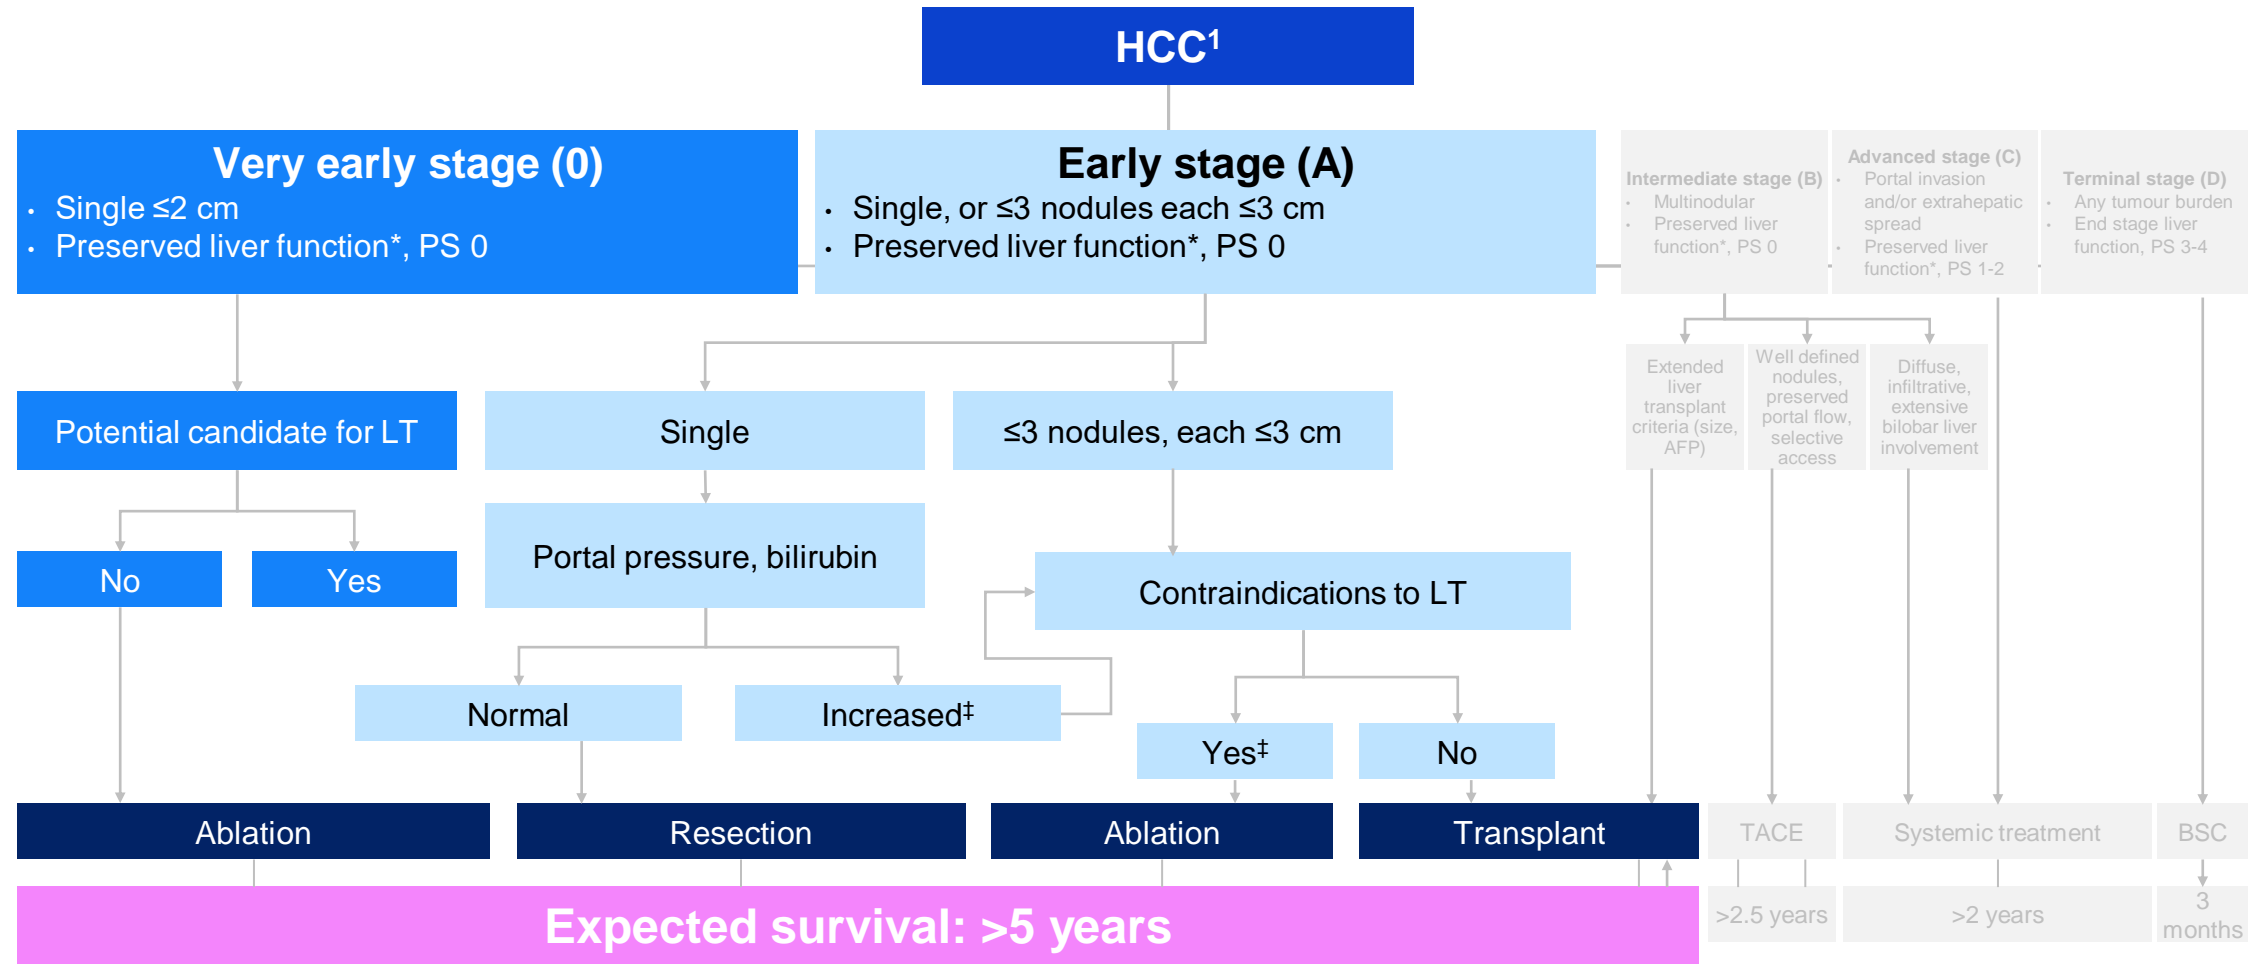 HCC¹
Very early stage (0)
• Single ≤2 cm
• Preserved liver function*, PS 0
Early stage (A)
• Single, or ≤3 nodules each ≤3 cm
• Preserved liver function*, PS 0
Intermediate stage (B)
• Multinodular
• Preserved liver
function*, PS 0
Advanced stage (C)
• Portal invasion
and/or extrahepatic
spread
• Preserved liver
function*, PS 1-2
Terminal stage (D)
• Any tumour burden
• End stage liver
function, PS 3-4
Potential candidate for LT
Single
≤3 nodules, each ≤3 cm
Extended
liver
transplant
criteria (size,
AFP)
Well defined
nodules,
preserved
portal flow,
selective
access
Diffuse,
infiltrative,
extensive
bilobar liver
involvement
No
Yes
Portal pressure, bilirubin
Contraindications to LT
Normal
Increased‡
Yes‡
No
Ablation
Resection
Ablation
Transplant
TACE
Systemic treatment
BSC
Expected survival: >5 years
>2.5 years
>2 years
3
months